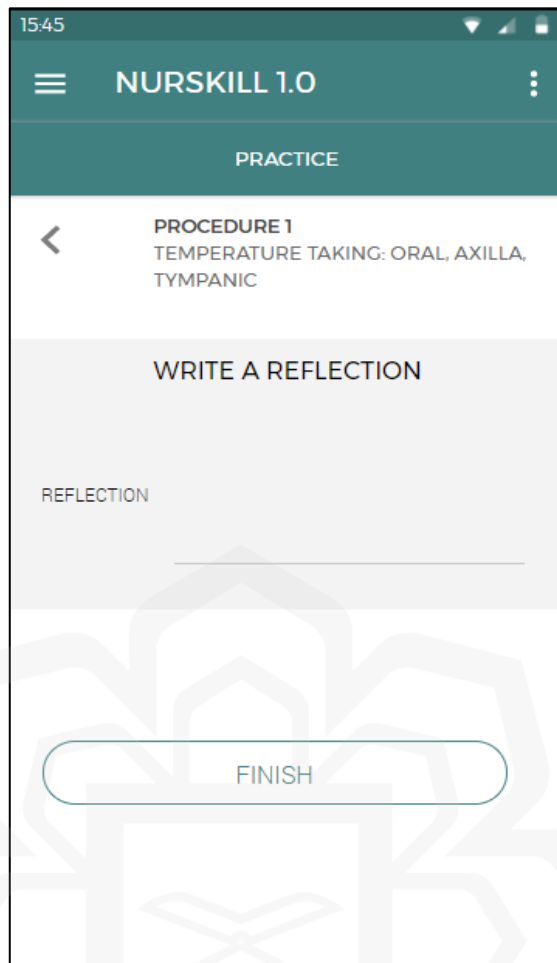 15:45
NURSKILL 1.0
PRACTICE
PROCEDURE 1
TEMPERATURE TAKING: ORAL, AXILLA,
TYMPANIC
WRITE A REFLECTION
REFLECTION
FINISH